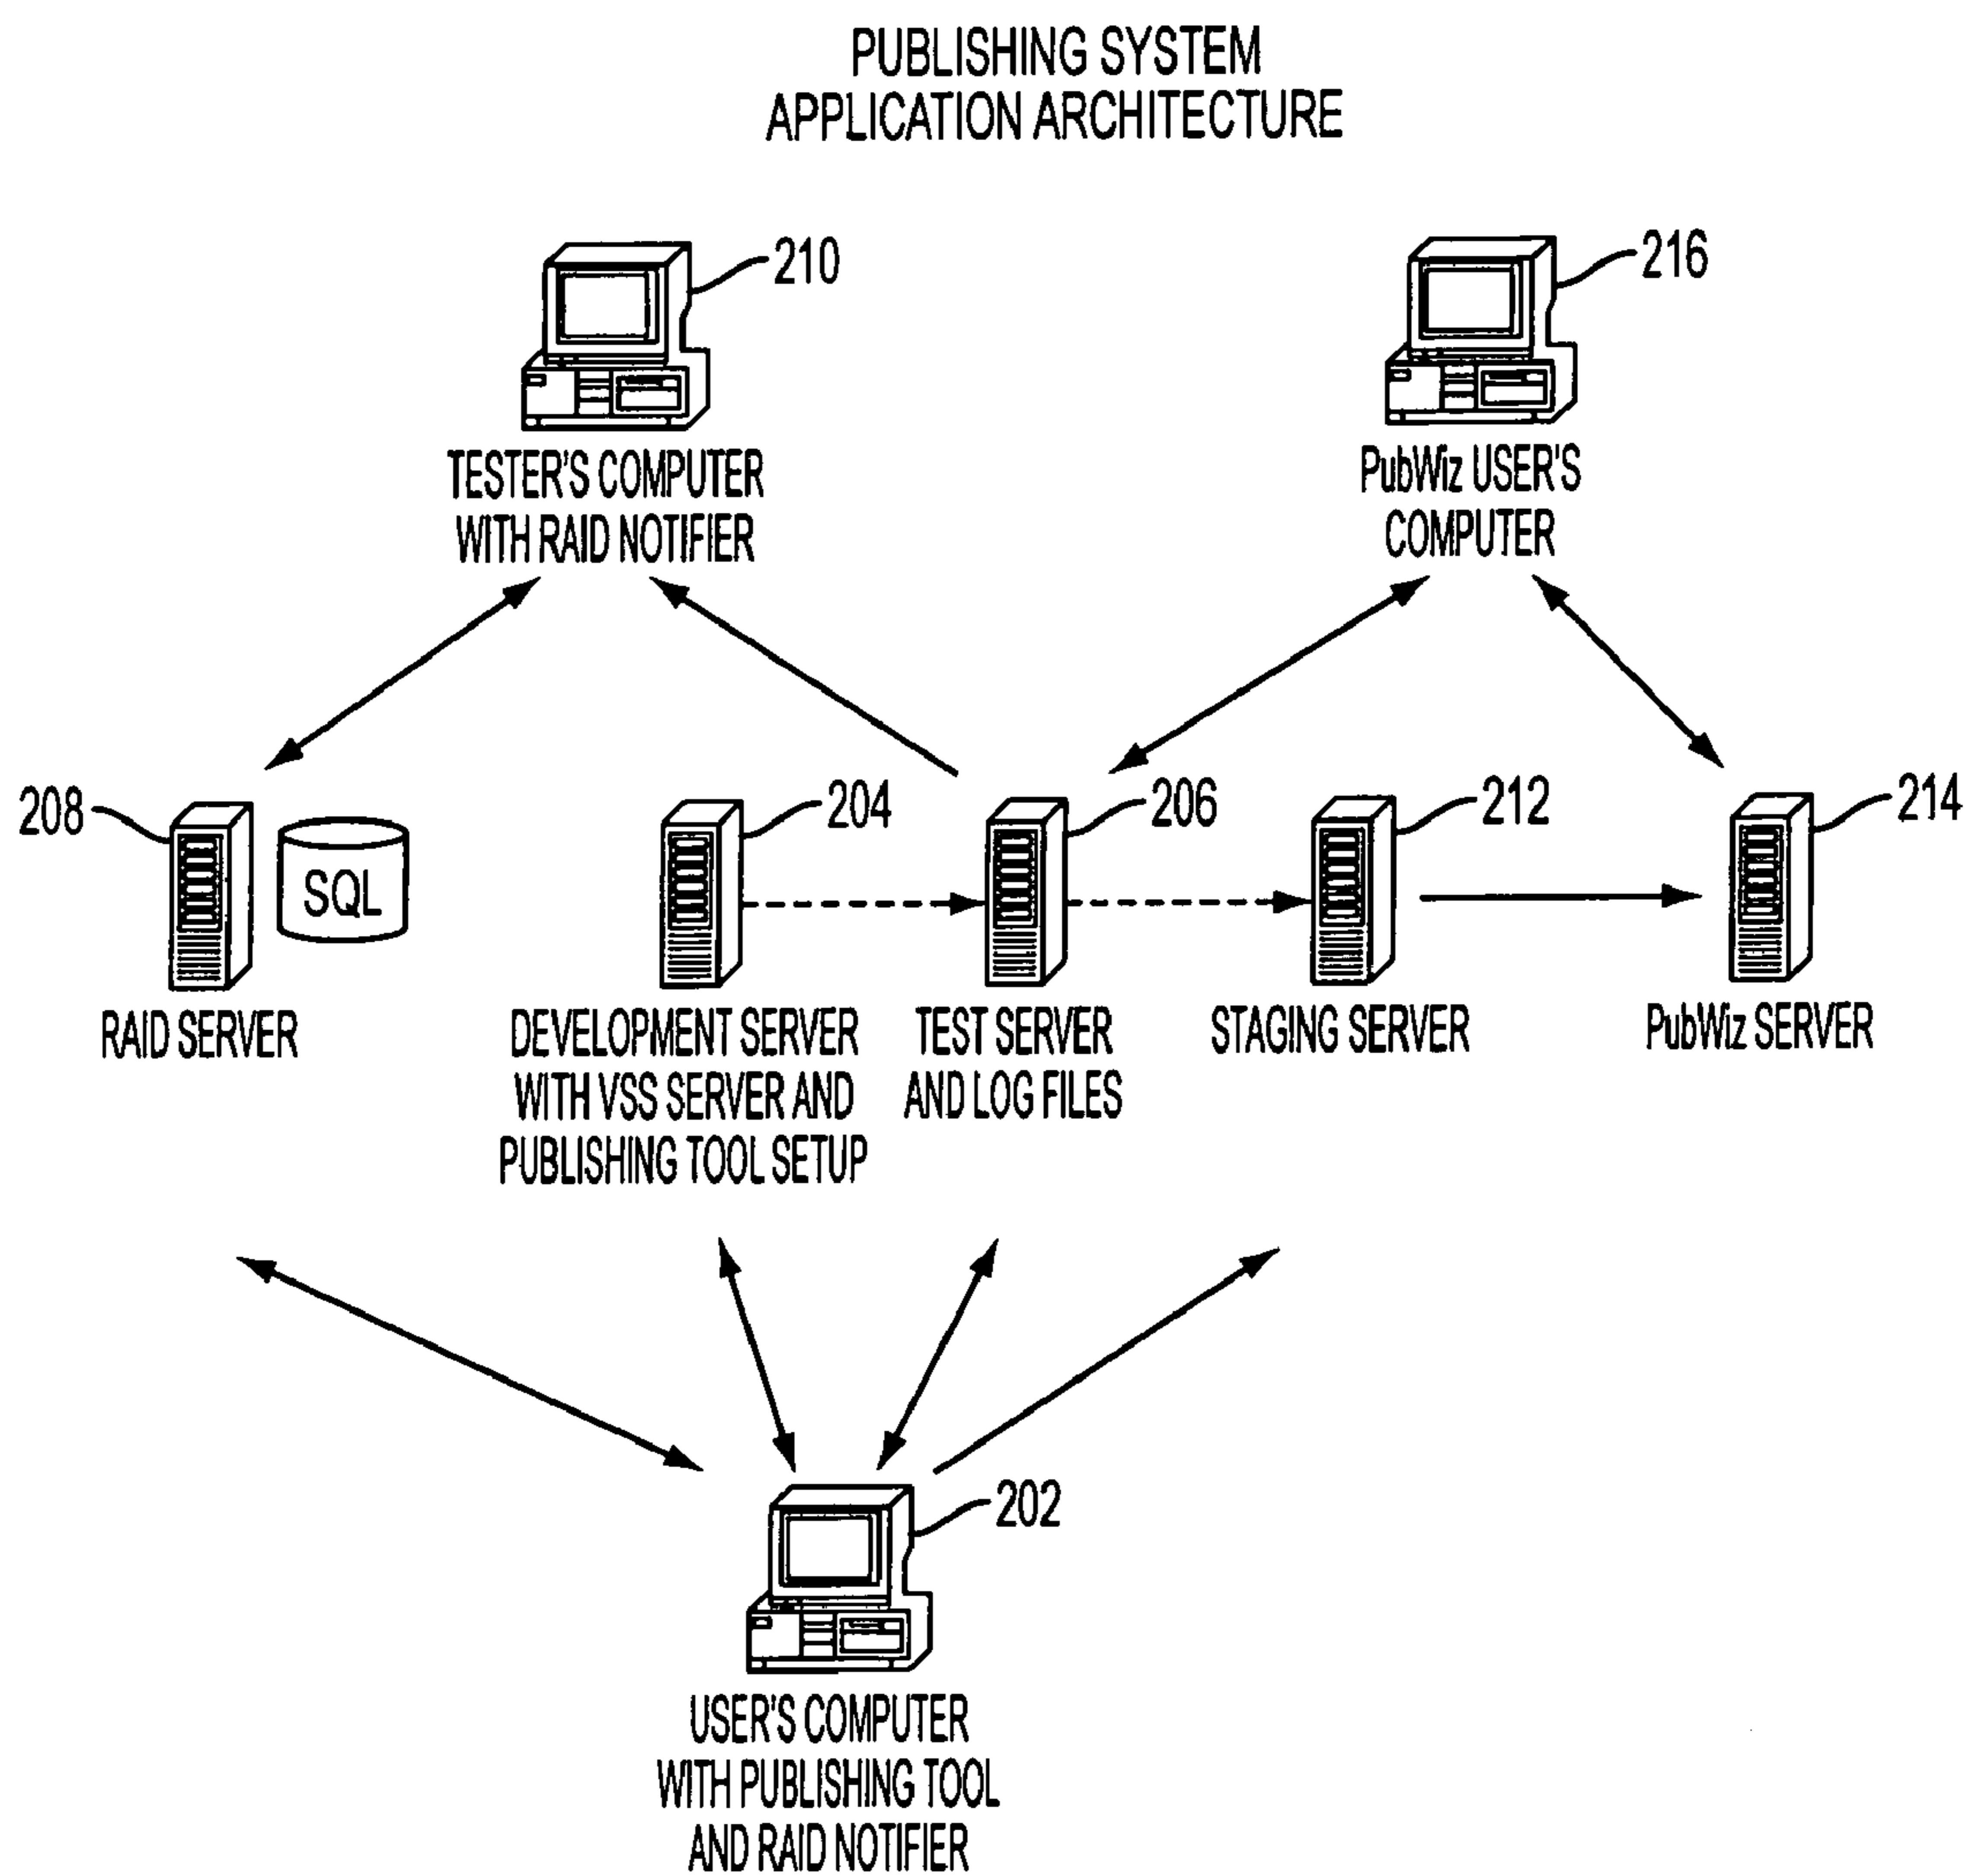 PUBLISHING SYSTEM
APPLICATION ARCHITECTURE
210
216
TESTER'S COMPUTER
WITH RAID NOTIFIER
PubWiz USER'S
COMPUTER
208
SQL
204
206
212
214
RAID SERVER
DEVELOPMENT SERVER
WITH VSS SERVER AND
PUBLISHING TOOL SETUP
TEST SERVER
AND LOG FILES
STAGING SERVER
PubWiz SERVER
202
USER'S COMPUTER
WITH PUBLISHING TOOL
AND RAID NOTIFIER